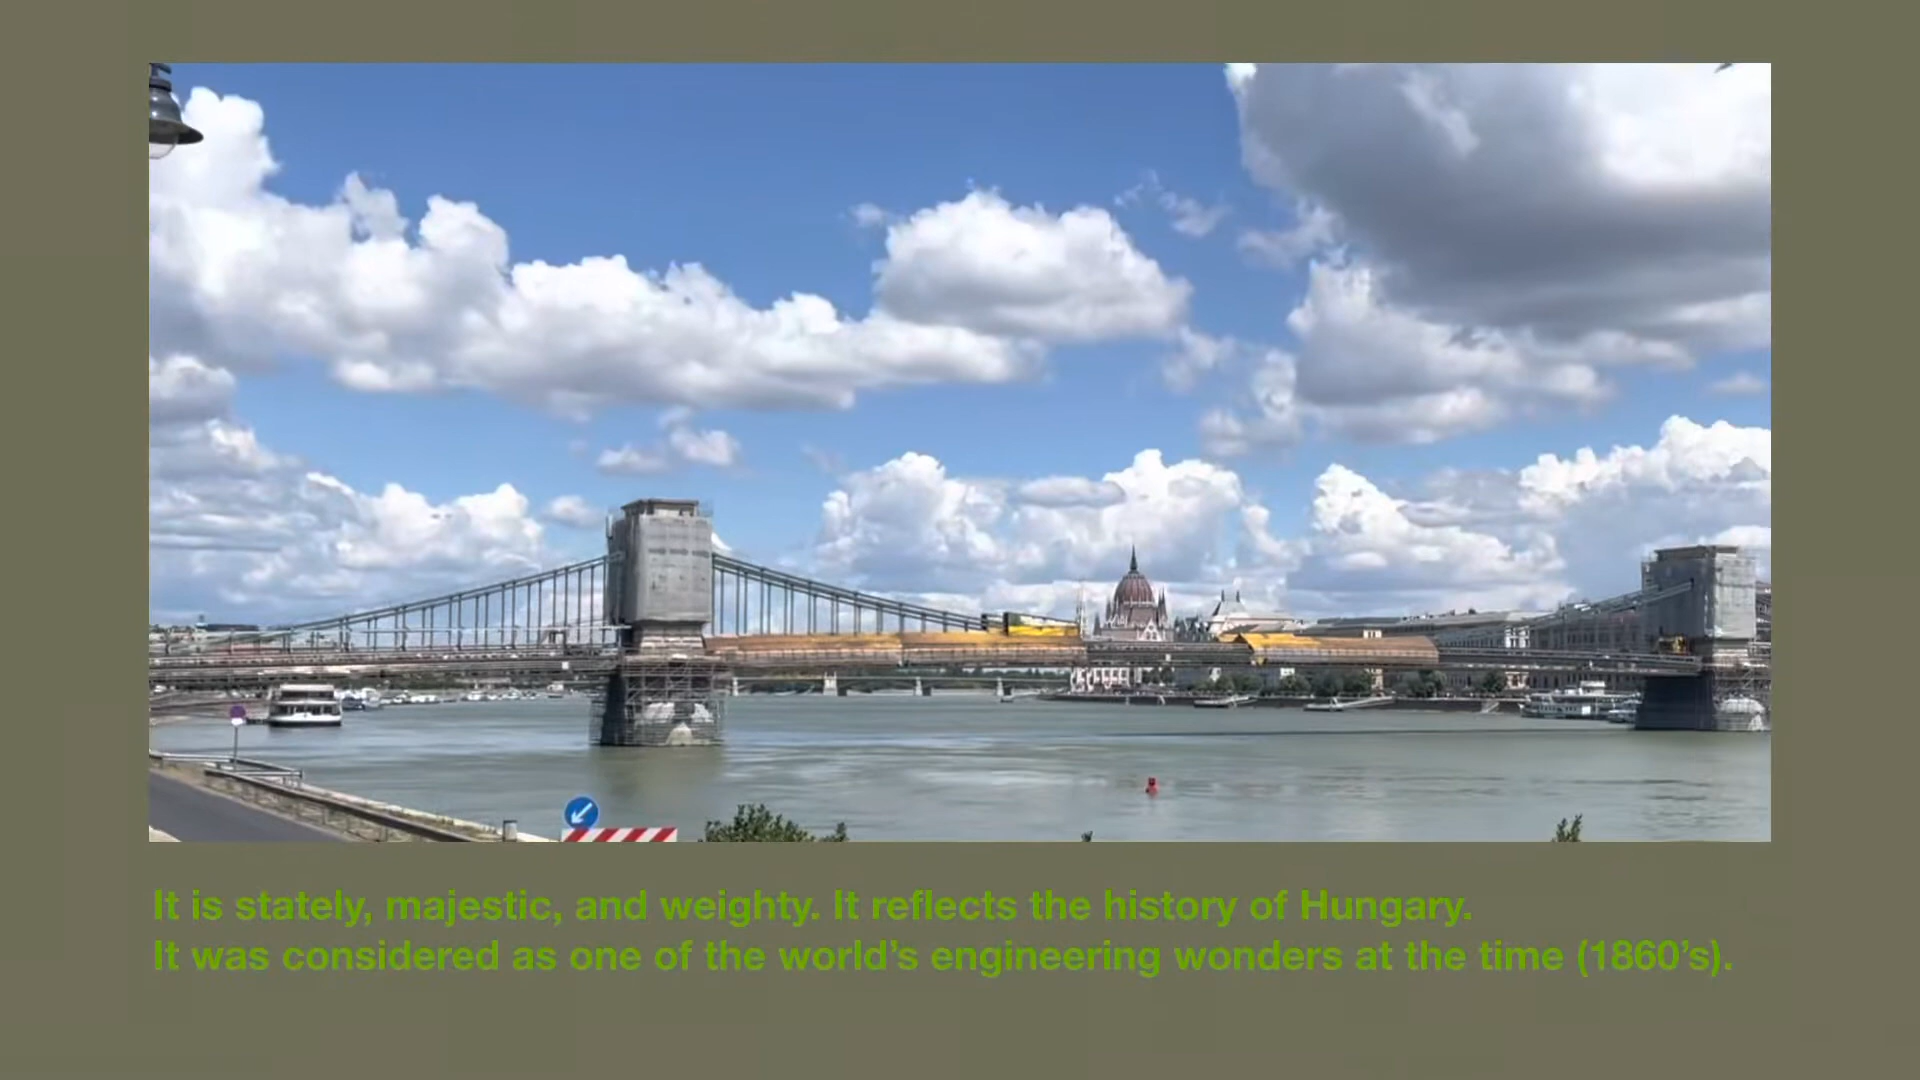 It is stately, majestic, and weighty. It reflects the history of Hungary.
It was considered as one of the world’s engineering wonders at the time (1860’s).